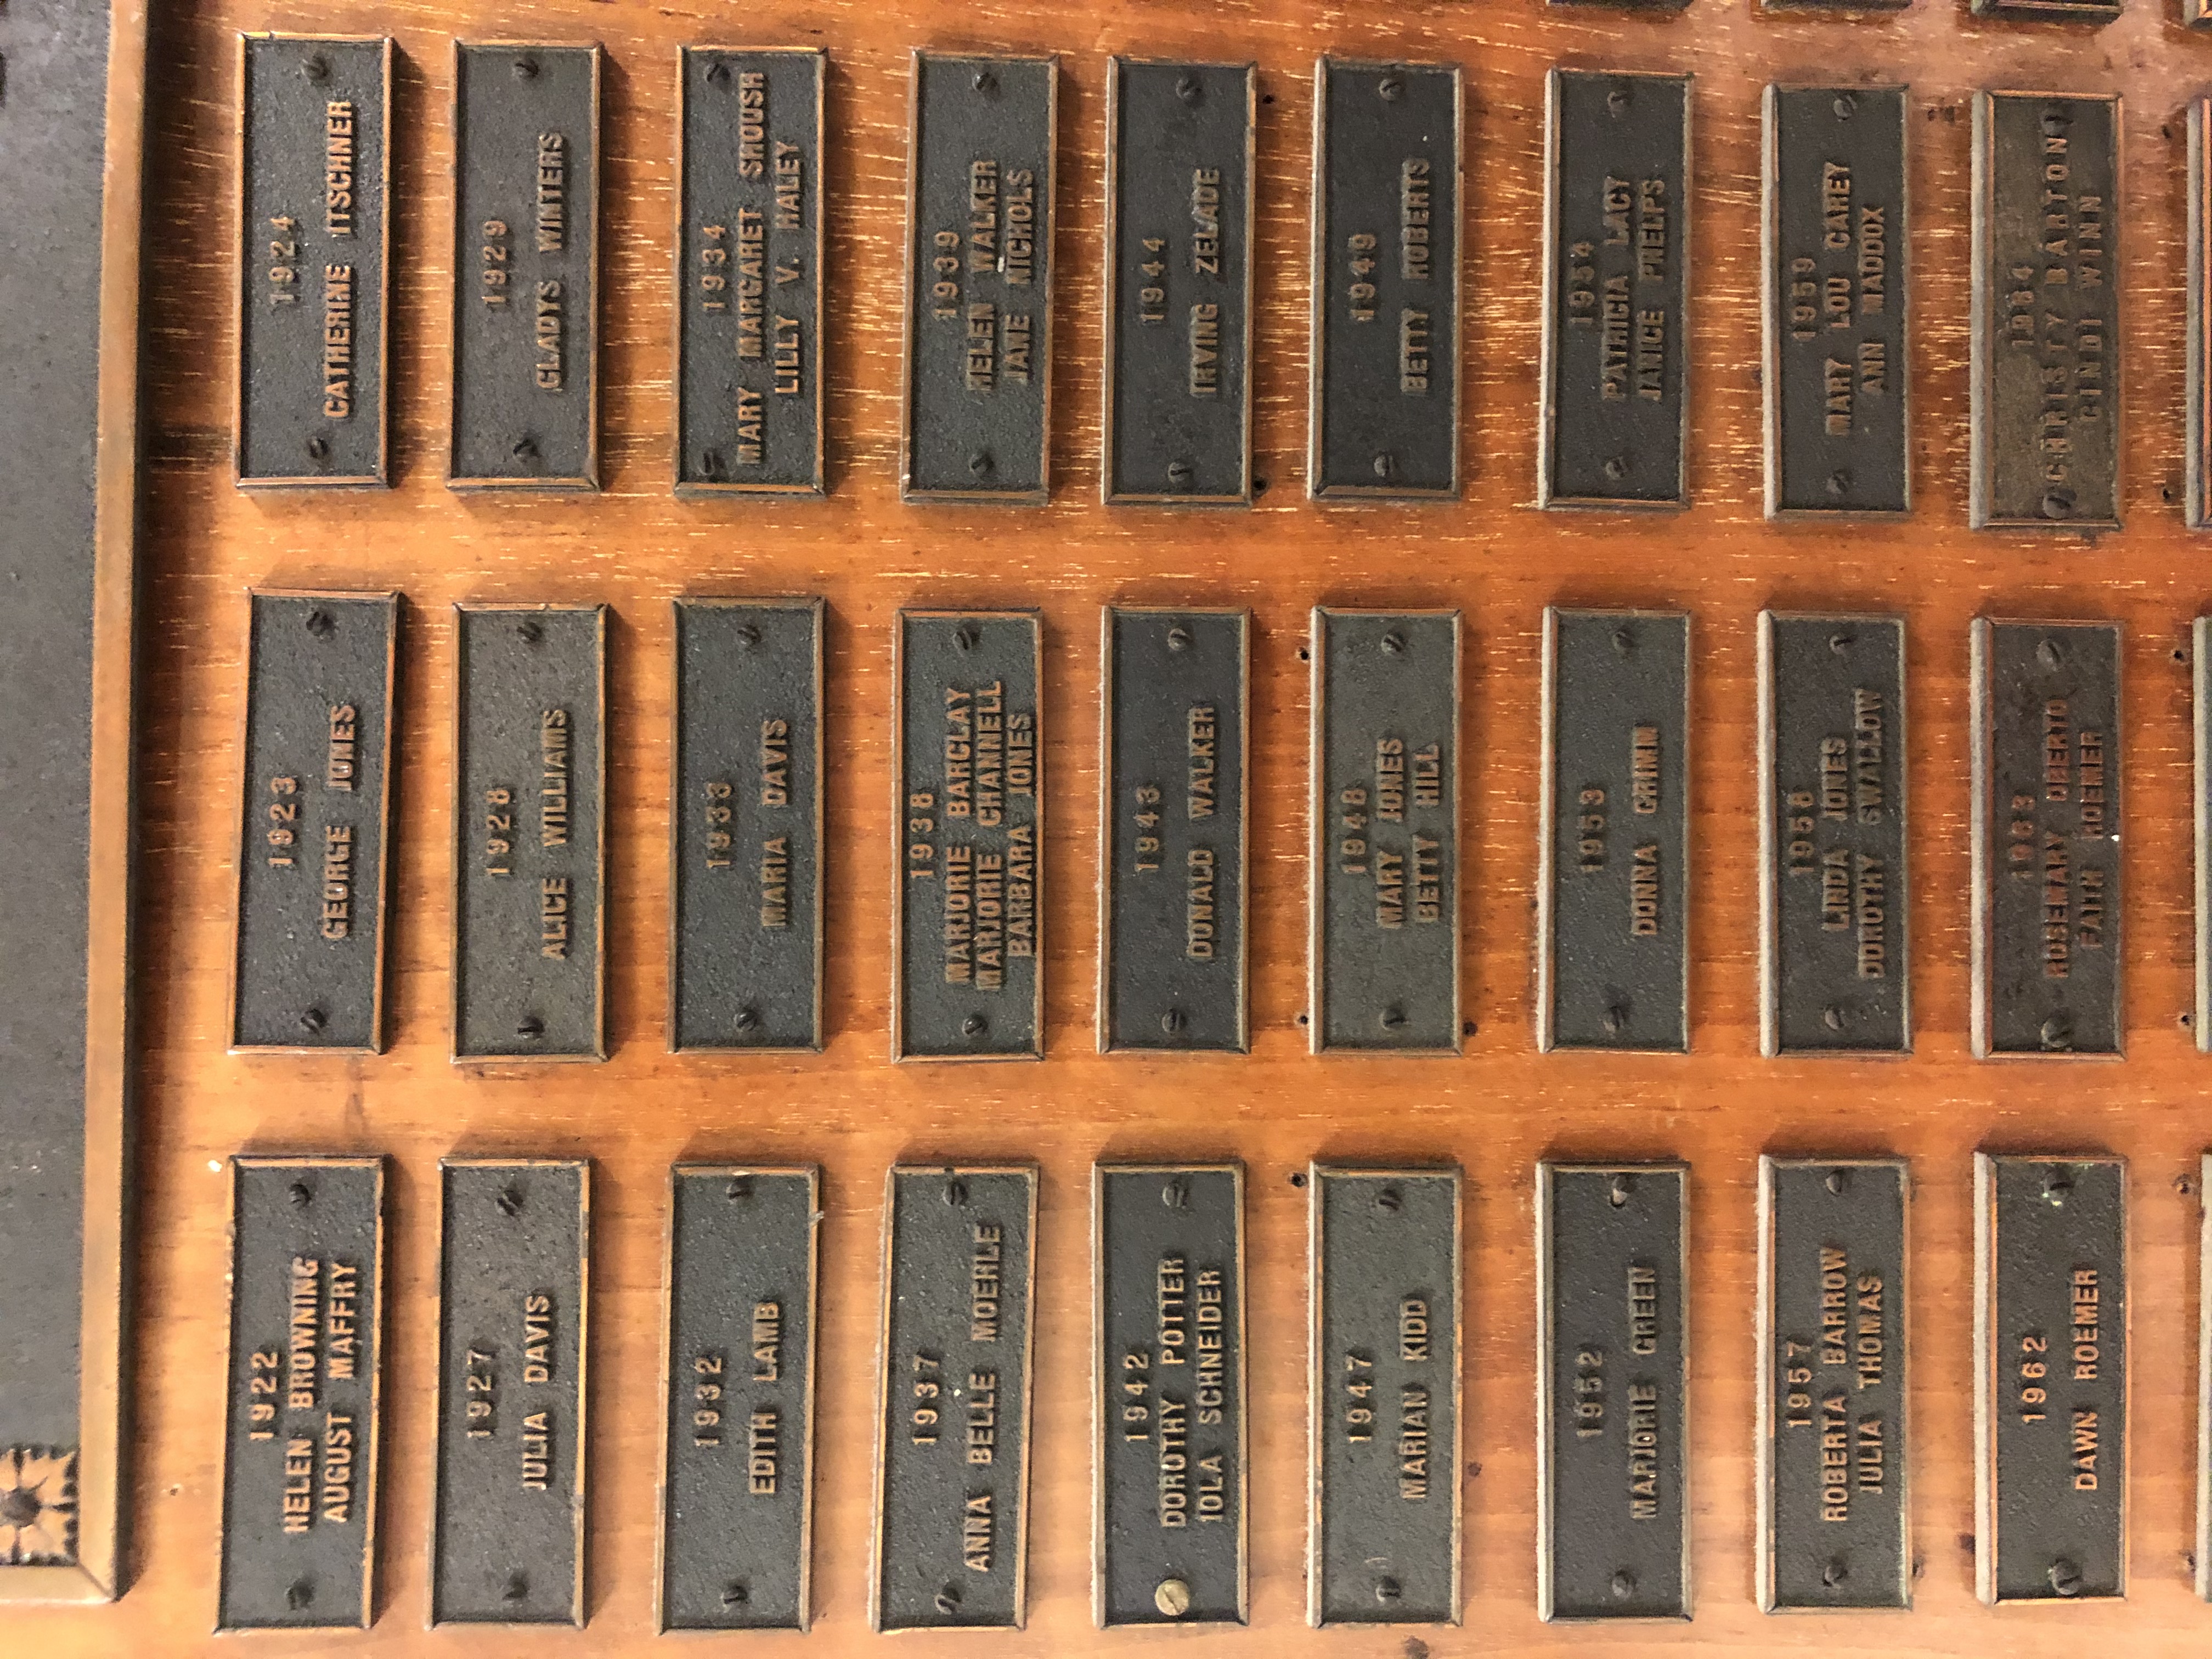 1922
HELEN BROWNING
AUGUST MAFFRY
1923
GEORGE JONES
1924
CATHERINE ITSCHNER
1927
JULIA DAVIS
1928
ALICE WILLIAMS
1929
GLADYS WINTERS
1932
EDITH LAMB
1933
MARIA DAVIS
1934
MARY MARGARET SHOUSH
LILLY V. HALEY
1937
ANNA BELLE MOEHLE
1938
MARJORIE BARCLAY
MARJORIE CHANNELL
BARBARA JONES
1939
HELEN WALKER
JANE NICHOLS
1942
DOROTHY POTTER
IOLA SCHNEIDER
1943
DONALD WALKER
1944
IRVING ZELADE
1947
MARIAN KIDD
1948
MARY JONES
BETTY HILL
1949
BETTY ROBERTS
1952
MARJORIE GREEN
1953
DONNA GRIMM
1954
PATRICIA LACY
JANICE PHELPS
1957
ROBERTA BARROW
JULIA THOMAS
1958
LINDA JONES
DOROTHY SWALLOW
1959
MARY LOU CAREY
ANN MADDOX
1962
DAWN ROEMER
1963
ROSEMARY OBERTO
FAITH ROEMER
1964
CHRISTY BARTON
CINDI WINN